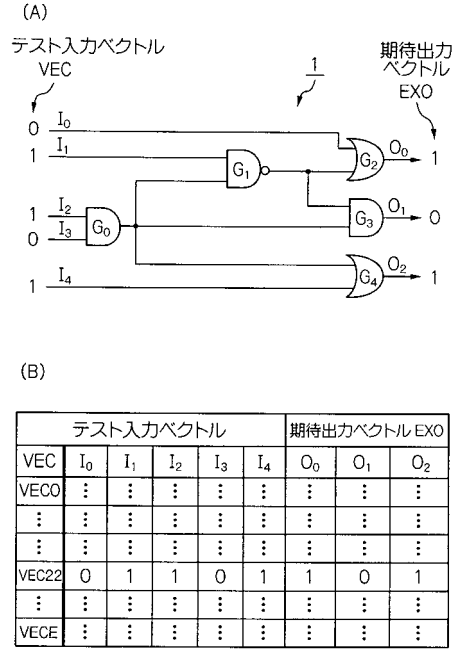 (A)
テスト入力ベクトル
VEC
期待出力
ベクトル
EXO
1
0 I₀
1 I₁
1 I₂
0 I₃
1 I₄
G₀
G₁
G₂
G₃
G₄
O₀ 1
O₁ 0
O₂ 1
(B)
テスト入力ベクトル 期待出力ベクトル EXO
VEC I₀ I₁ I₂ I₃ I₄ O₀ O₁ O₂
VEC0 ⋮ ⋮ ⋮ ⋮ ⋮ ⋮ ⋮ ⋮
⋮ ⋮ ⋮ ⋮ ⋮ ⋮ ⋮ ⋮ ⋮
⋮ ⋮ ⋮ ⋮ ⋮ ⋮ ⋮ ⋮ ⋮
VEC22 0 1 1 0 1 1 0 1
⋮ ⋮ ⋮ ⋮ ⋮ ⋮ ⋮ ⋮ ⋮
VECE ⋮ ⋮ ⋮ ⋮ ⋮ ⋮ ⋮ ⋮